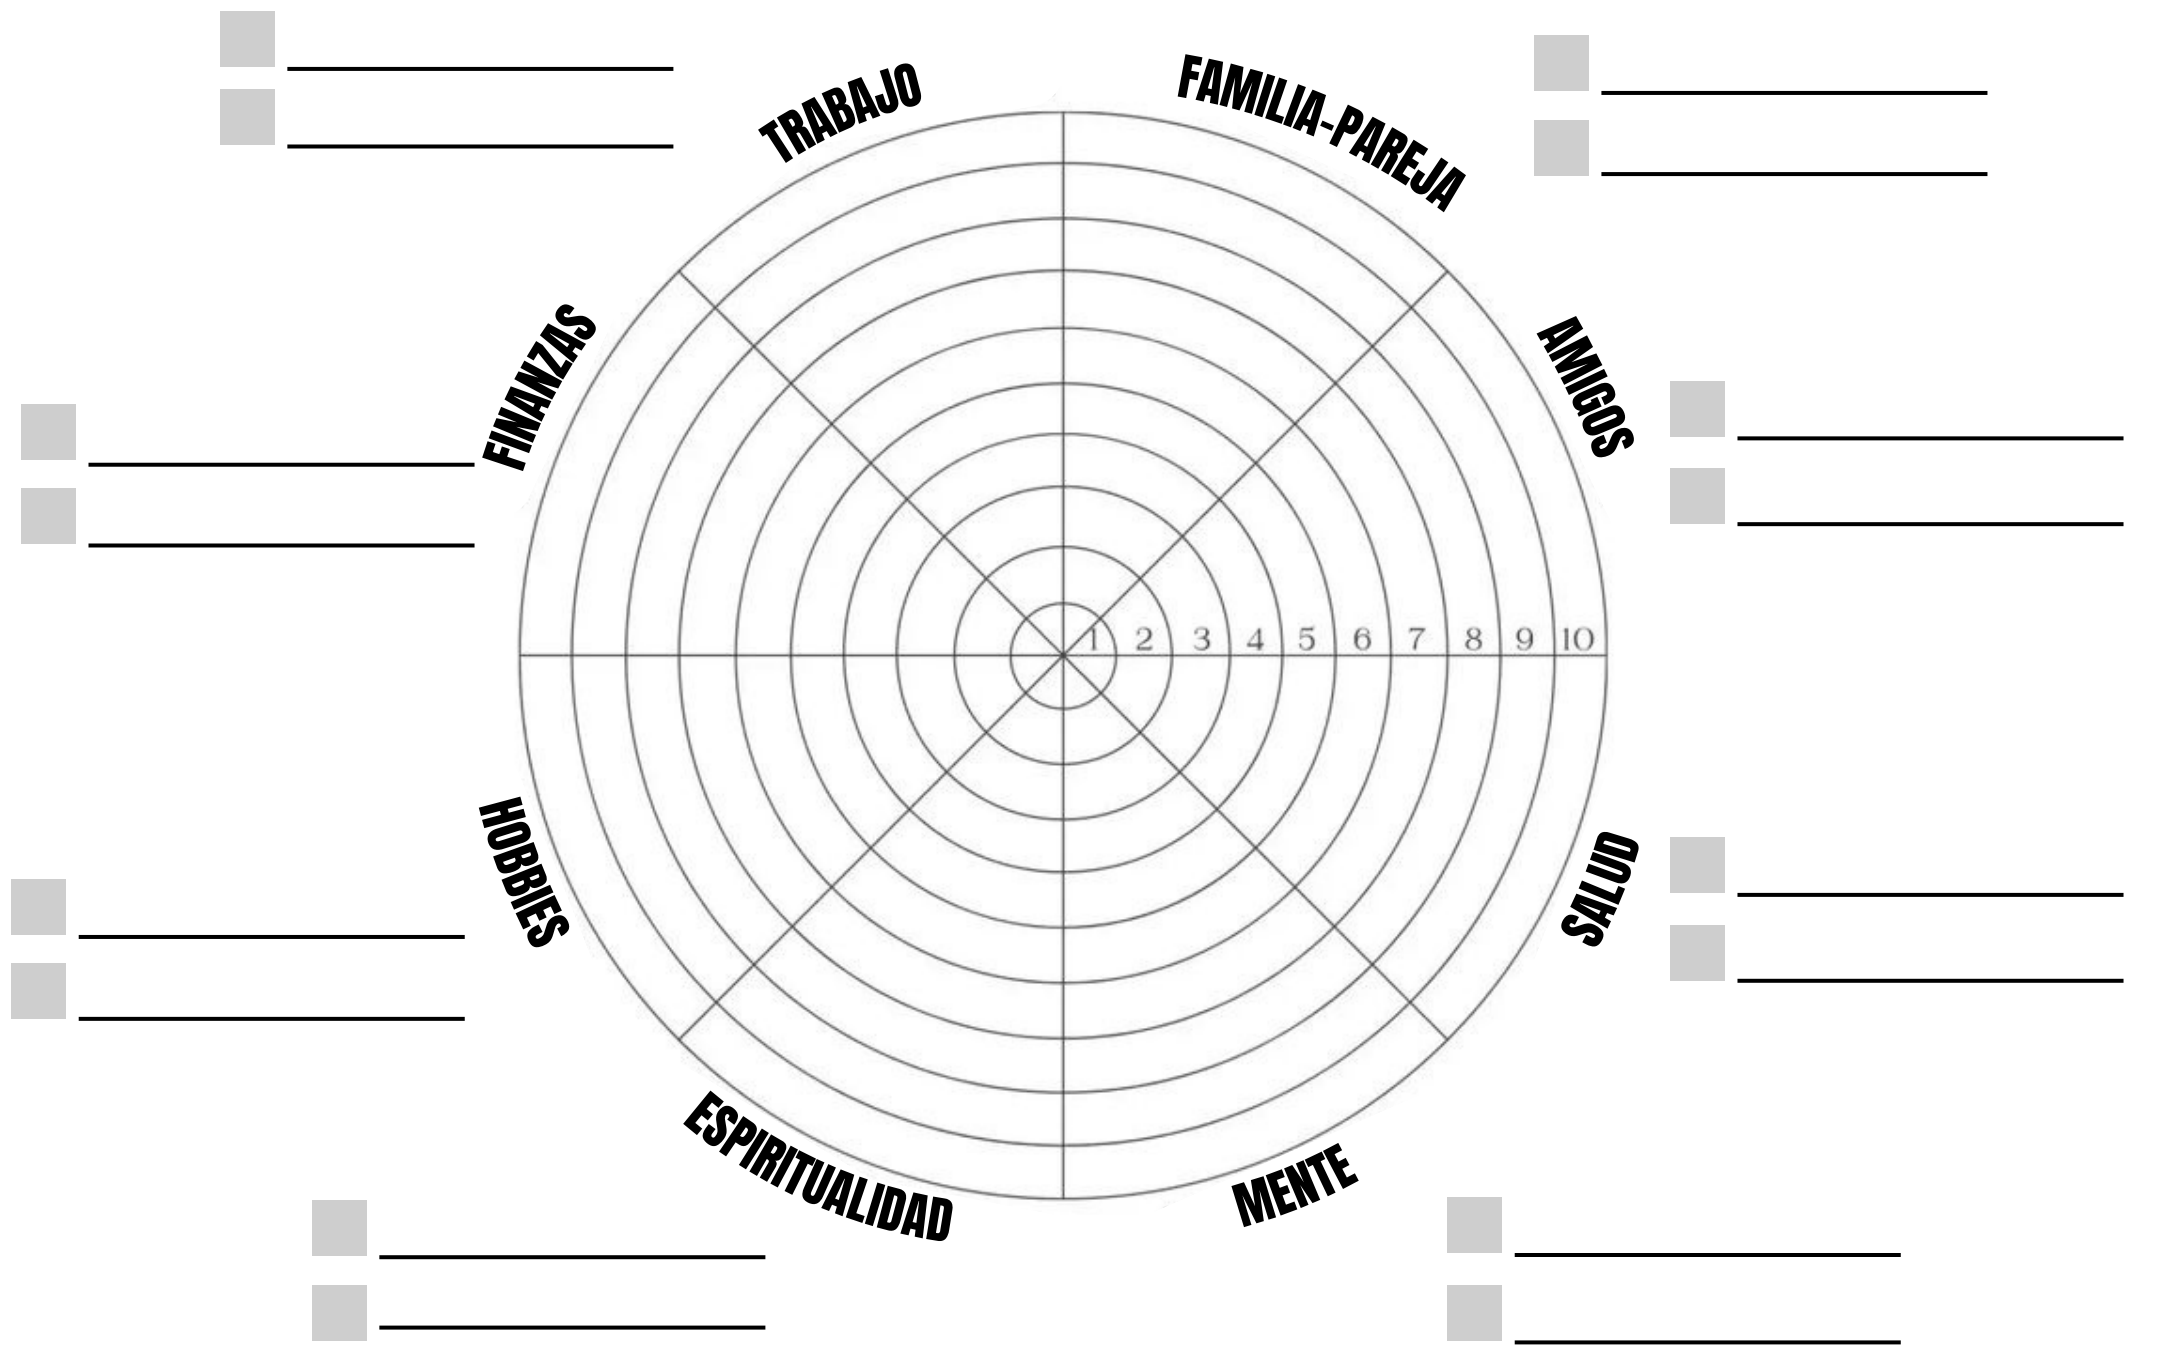 TRABAJO
FAMILIA-PAREJA
FINANZAS
AMIGOS
1 2 3 4 5 6 7 8 9 10
HOBBIES
SALUD
ESPIRITUALIDAD
MENTE